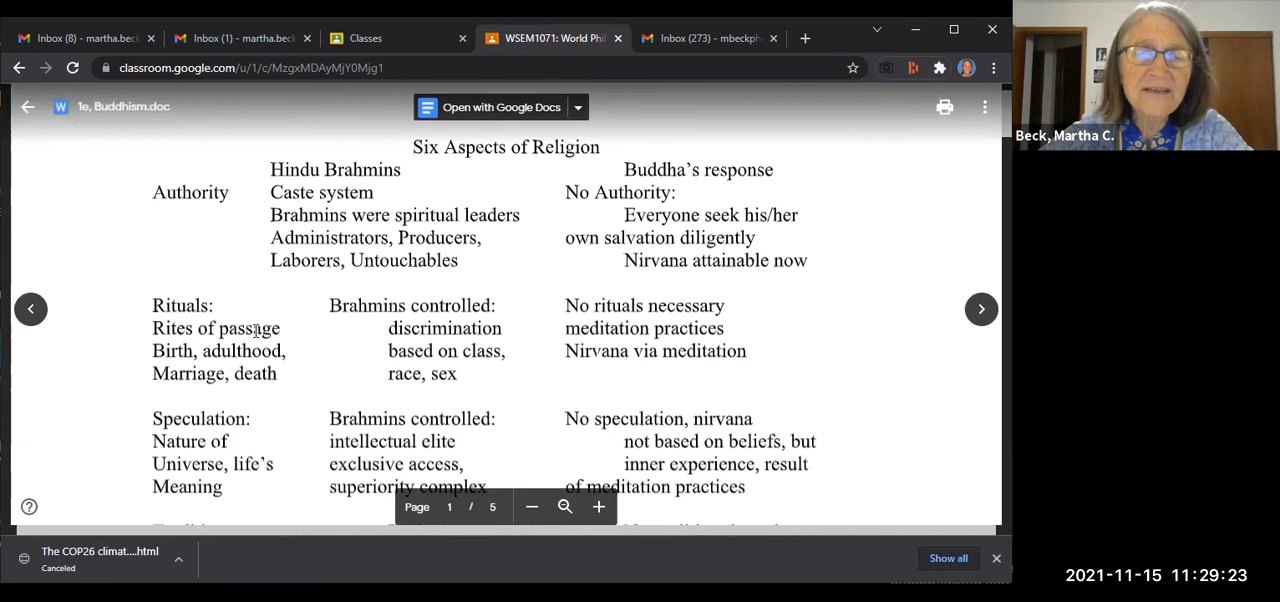 Inbox (8) - martha.bec
Inbox (1) - martha.bec
Classes
WSEM1071: World Phil
Inbox (273) - mbeckph
classroom.google.com/u/1/c/MzgxMDAyMjY0Mjg1
1e, Buddhism.doc
Open with Google Docs
Beck, Martha C.
Six Aspects of Religion
Hindu Brahmins Buddha's response
Authority Caste system No Authority:
Brahmins were spiritual leaders Everyone seek his/her
Administrators, Producers, own salvation diligently
Laborers, Untouchables Nirvana attainable now
Rituals: Brahmins controlled: No rituals necessary
Rites of passage discrimination meditation practices
Birth, adulthood, based on class, Nirvana via meditation
Marriage, death race, sex
Speculation: Brahmins controlled: No speculation, nirvana
Nature of intellectual elite not based on beliefs, but
Universe, life's exclusive access, inner experience, result
Meaning superiority complex of meditation practices
Page 1 / 5
The COP26 climat....html
Canceled
Show all
2021-11-15 11:29:23